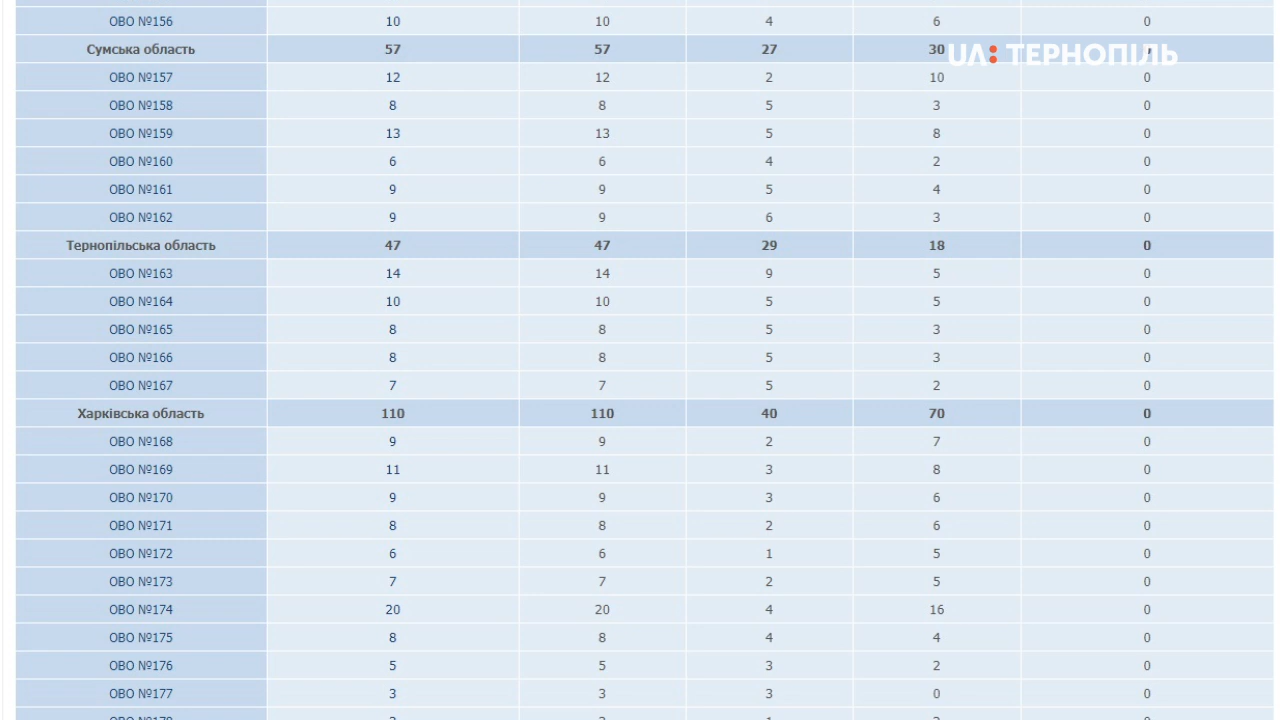 ОВО №156 10 10 4 6 0
Сумська область 57 57 27 30
UA: ТЕРНОПІЛЬ
ОВО №157 12 12 2 10 0
ОВО №158 8 8 5 3 0
ОВО №159 13 13 5 8 0
ОВО №160 6 6 4 2 0
ОВО №161 9 9 5 4 0
ОВО №162 9 9 6 3 0
Тернопільська область 47 47 29 18 0
ОВО №163 14 14 9 5 0
ОВО №164 10 10 5 5 0
ОВО №165 8 8 5 3 0
ОВО №166 8 8 5 3 0
ОВО №167 7 7 5 2 0
Харківська область 110 110 40 70 0
ОВО №168 9 9 2 7 0
ОВО №169 11 11 3 8 0
ОВО №170 9 9 3 6 0
ОВО №171 8 8 2 6 0
ОВО №172 6 6 1 5 0
ОВО №173 7 7 2 5 0
ОВО №174 20 20 4 16 0
ОВО №175 8 8 4 4 0
ОВО №176 5 5 3 2 0
ОВО №177 3 3 3 0 0